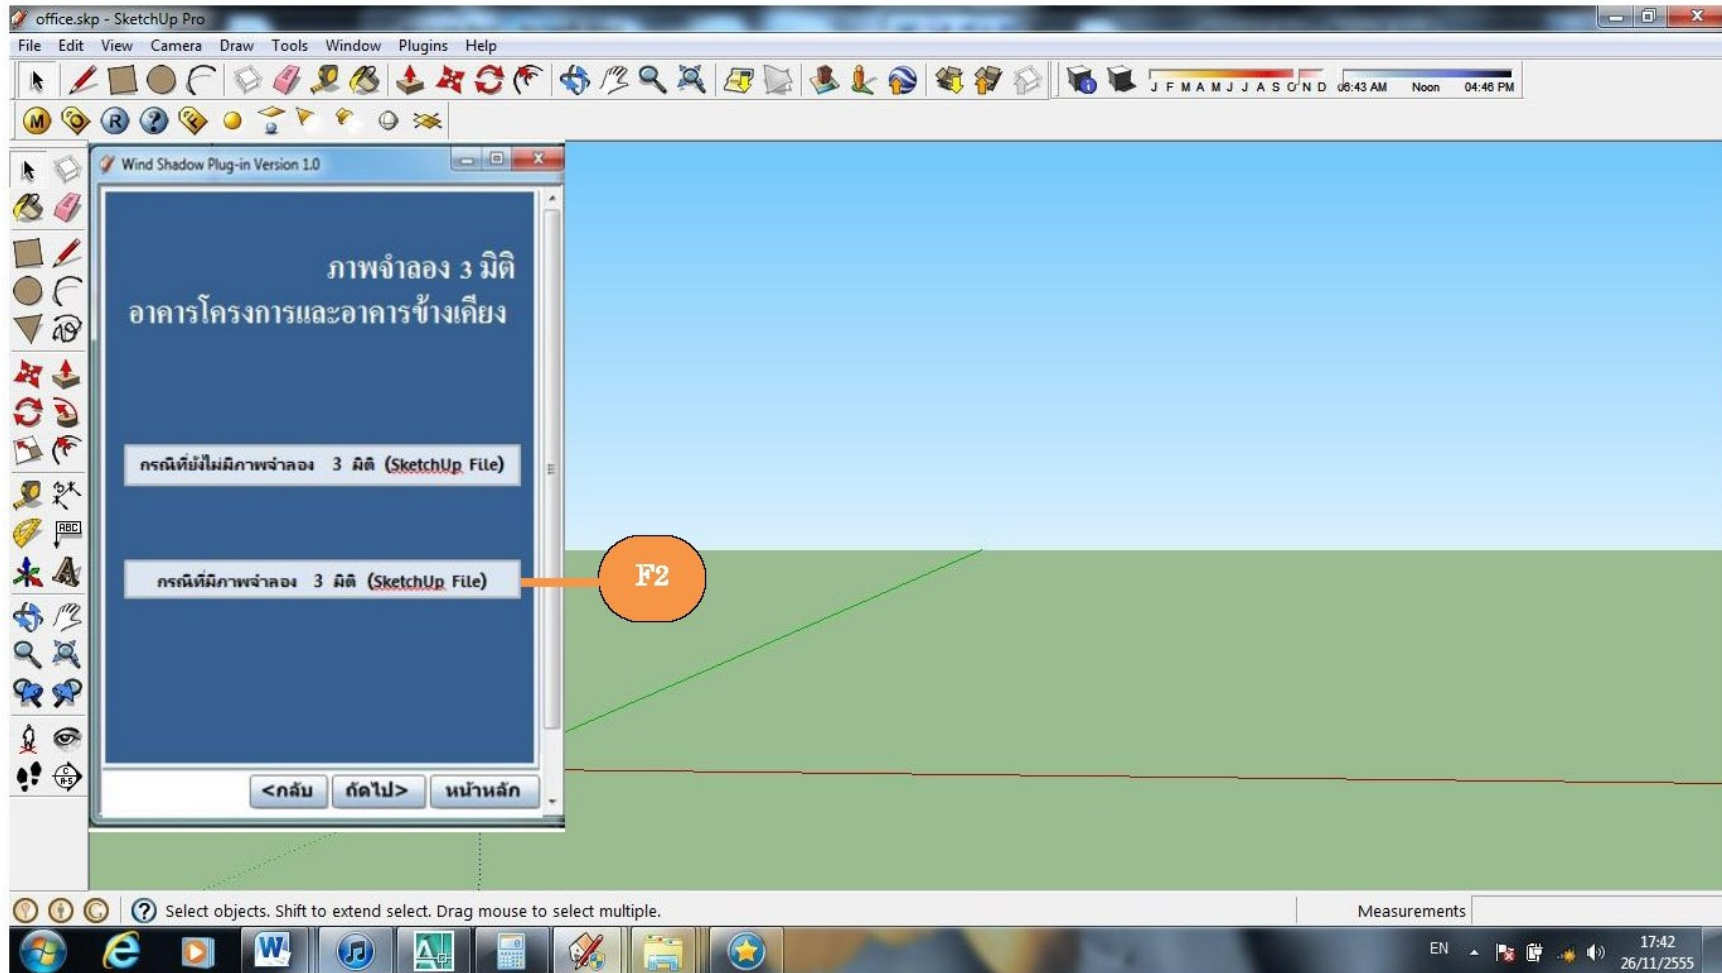 office.skp - SketchUp Pro
File Edit View Camera Draw Tools Window Plugins Help
J F M A M J J A S O N D 06:43 AM Noon 04:46 PM
M R ?
Wind Shadow Plug-in Version 1.0
ภาพจำลอง 3 มิติ
อาคารโครงการและอาคารข้างเคียง
กรณีที่ยังไม่มีภาพจำลอง 3 มิติ (SketchUp File)
กรณีที่มีภาพจำลอง 3 มิติ (SketchUp File)
F2
ABC
<กลับ ถัดไป> หน้าหลัก
Select objects. Shift to extend select. Drag mouse to select multiple.
Measurements
EN
17:42
26/11/2555